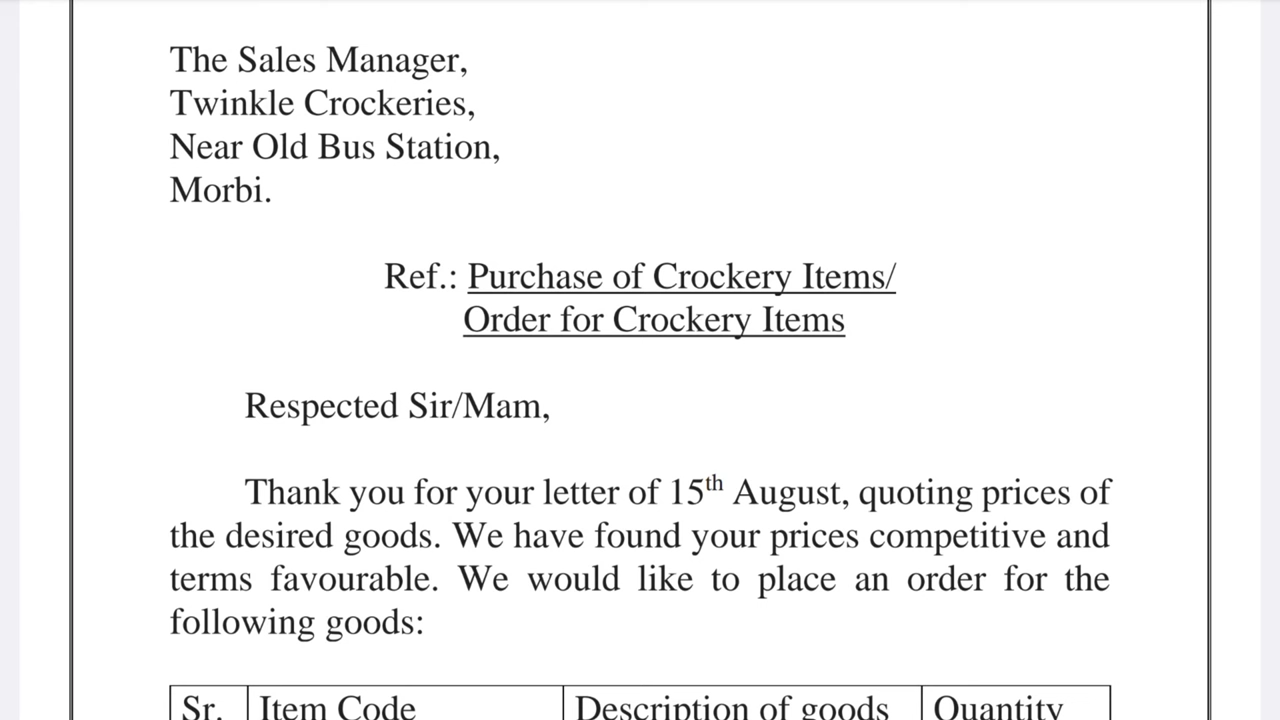 The Sales Manager,
Twinkle Crockeries,
Near Old Bus Station,
Morbi.
Ref.: Purchase of Crockery Items/
Order for Crockery Items
Respected Sir/Mam,
Thank you for your letter of 15th August, quoting prices of
the desired goods. We have found your prices competitive and
terms favourable. We would like to place an order for the
following goods:
Sr. Item Code Description of goods Quantity